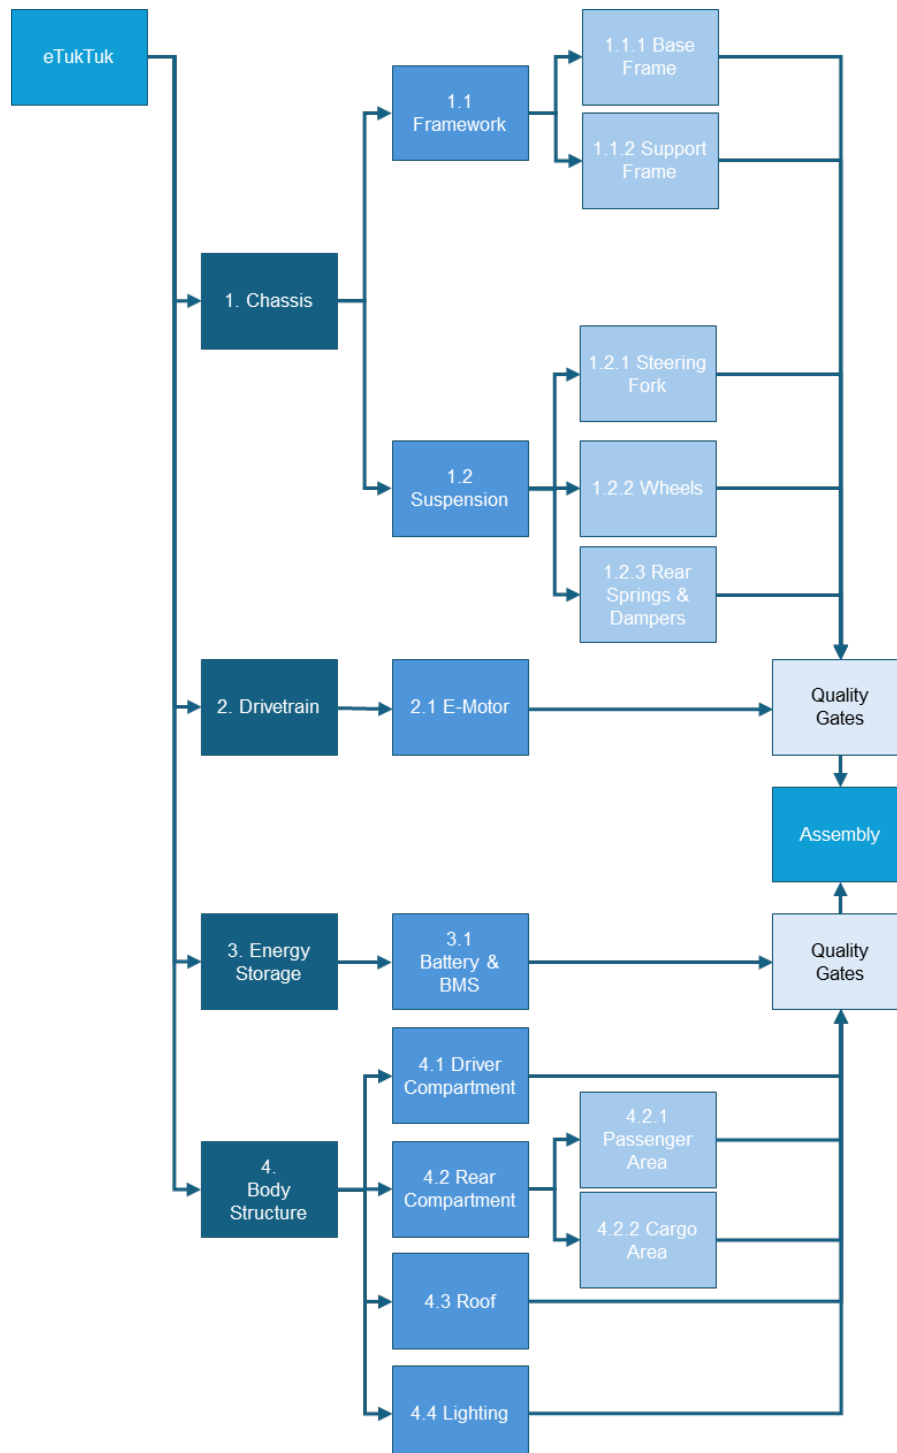 eTukTuk
1. Chassis
1.1
Framework
1.1.1 Base
Frame
1.1.2 Support
Frame
1.2
Suspension
1.2.1 Steering
Fork
1.2.2 Wheels
1.2.3 Rear
Springs &
Dampers
2. Drivetrain
2.1 E-Motor
Quality
Gates
Assembly
3. Energy
Storage
3.1
Battery &
BMS
Quality
Gates
4.
Body
Structure
4.1 Driver
Compartment
4.2 Rear
Compartment
4.2.1
Passenger
Area
4.2.2 Cargo
Area
4.3 Roof
4.4 Lighting